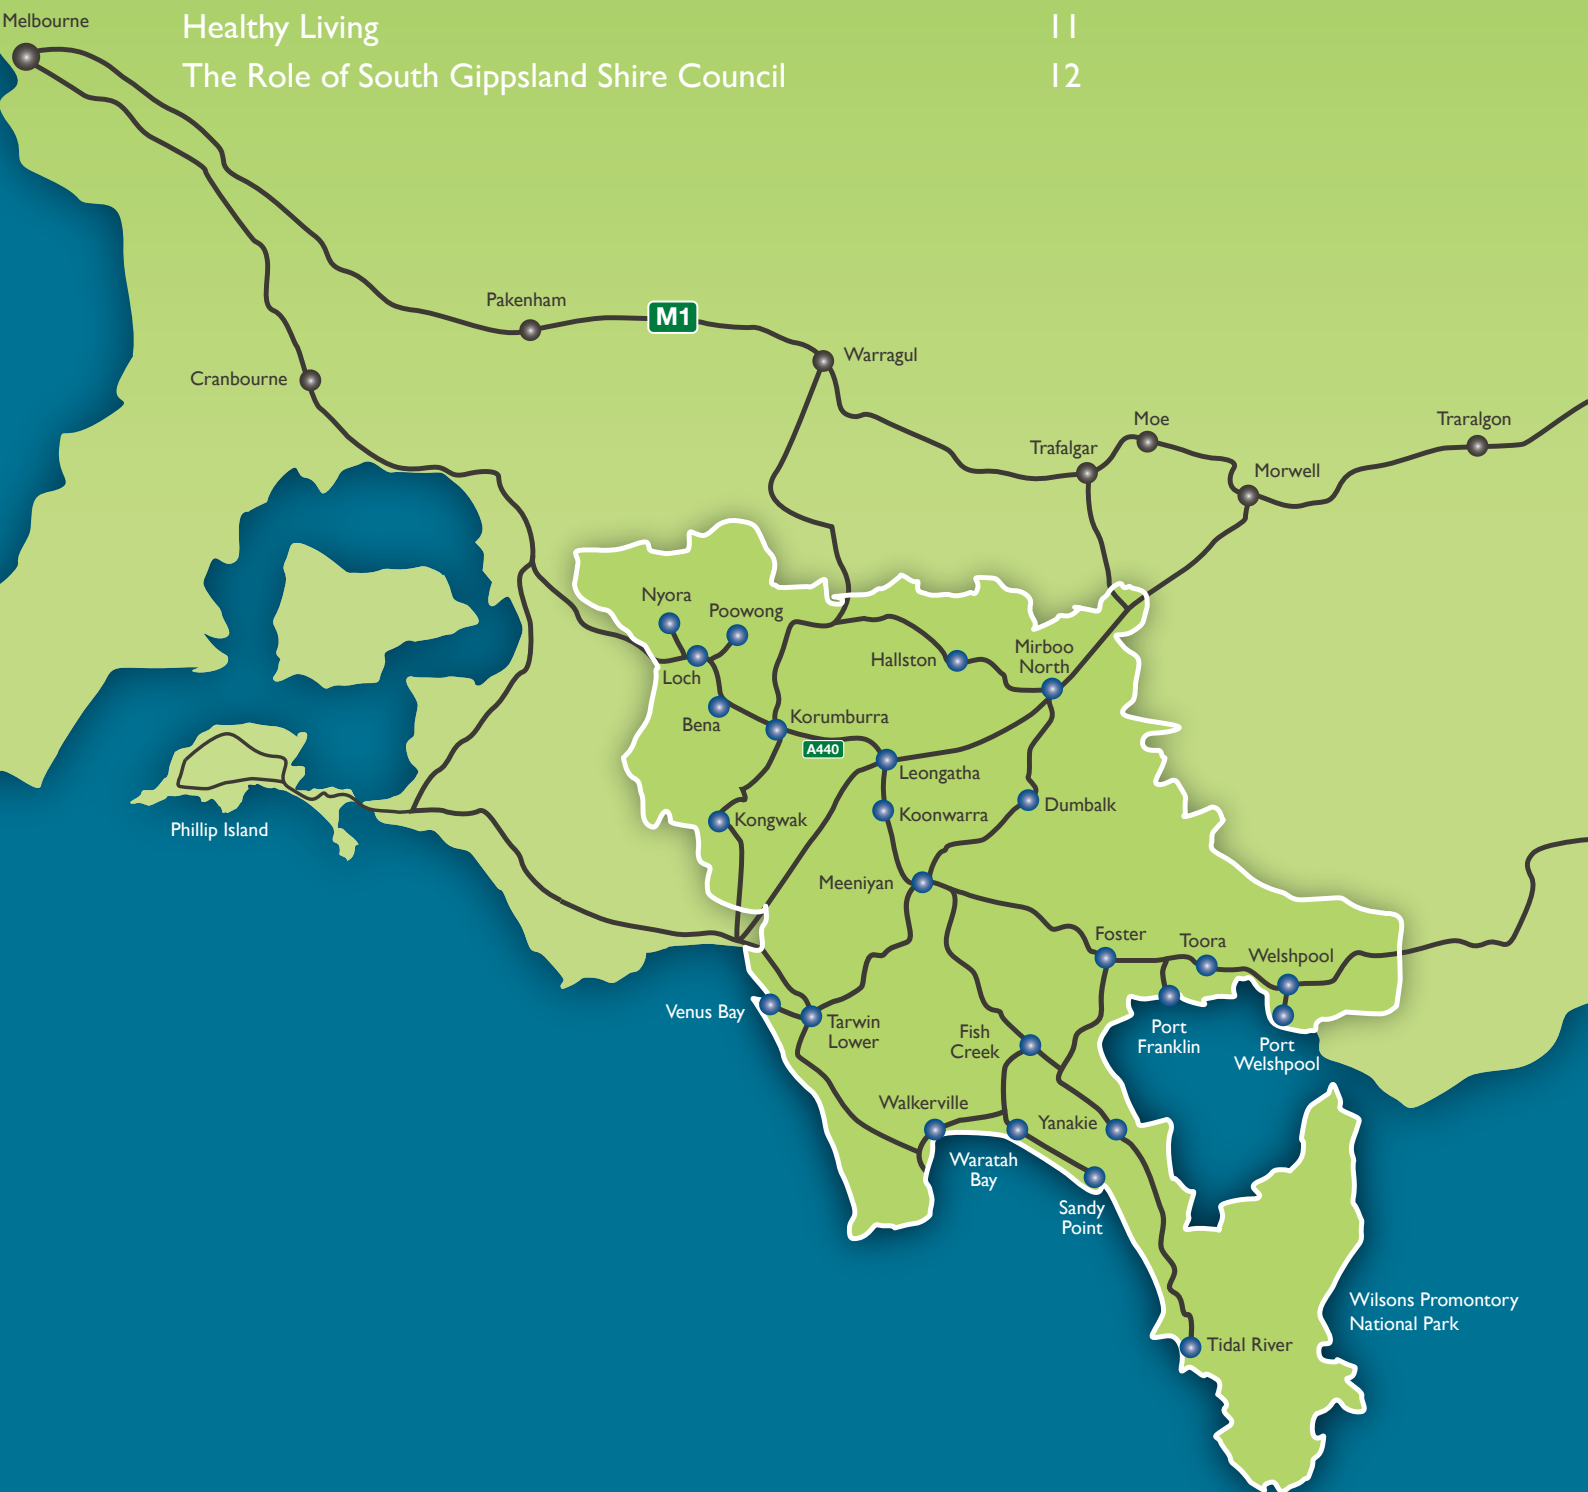 Melbourne
Healthy Living 11
The Role of South Gippsland Shire Council 12
Pakenham
M1
Warragul
Cranbourne
Moe
Traralgon
Trafalgar
Morwell
Nyora
Poowong
Mirboo
North
Hallston
Loch
Bena
Korumburra
A440
Leongatha
Dumbalk
Koonwarra
Kongwak
Phillip Island
Meeniyan
Foster
Toora
Welshpool
Venus Bay
Tarwin
Lower
Fish
Creek
Port
Franklin
Port
Welshpool
Walkerville
Yanakie
Waratah
Bay
Sandy
Point
Wilsons Promontory
National Park
Tidal River